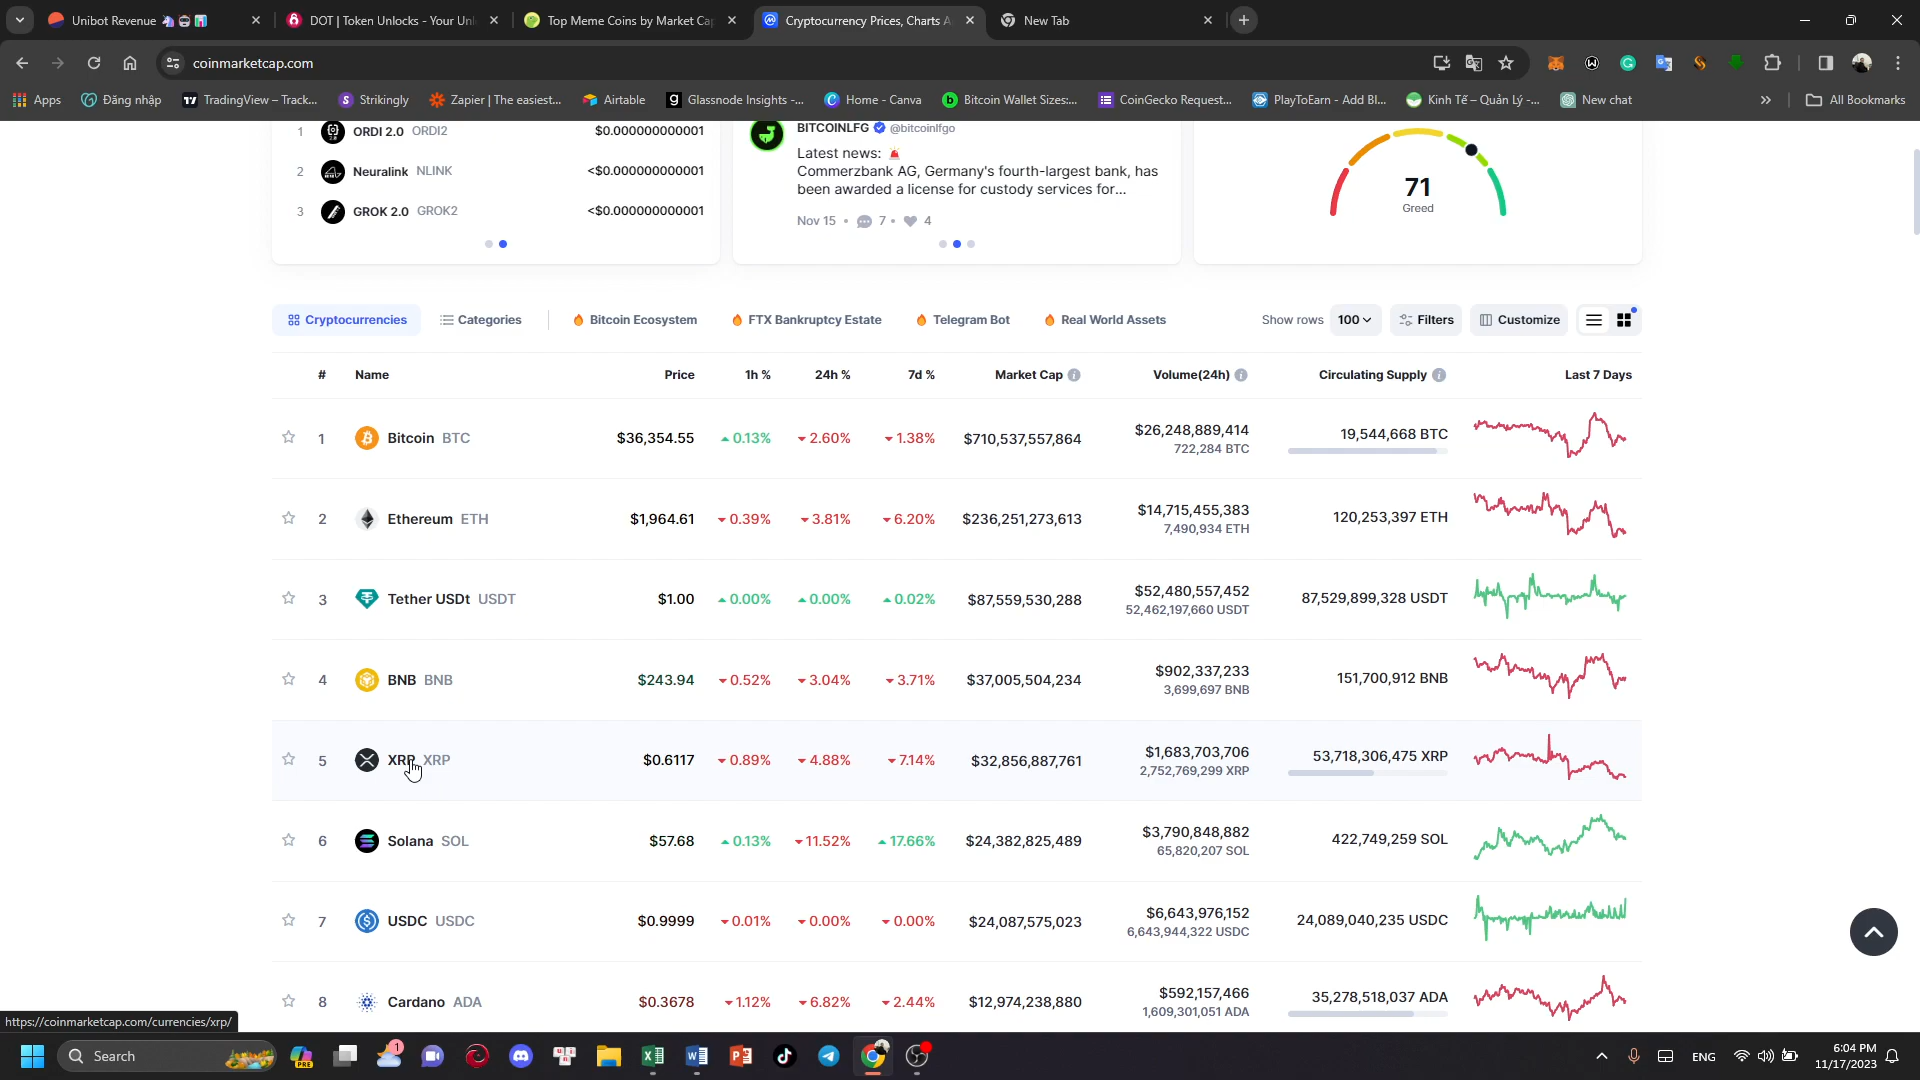 Unibot Revenue
DOT | Token Unlocks - Your Unl
Top Meme Coins by Market Cap
Cryptocurrency Prices, Charts A
New Tab
coinmarketcap.com
Apps
Đăng nhập
TradingView – Track...
Strikingly
Zapier | The easiest...
Airtable
Glassnode Insights -...
Home - Canva
Bitcoin Wallet Sizes:...
CoinGecko Request...
PlayToEarn - Add Bl...
Kinh Tế – Quản Lý -...
New chat
»
All Bookmarks
1 ORDI 2.0 ORDI2 $0.000000000001
2 Neuralink NLINK <$0.000000000001
3 GROK 2.0 GROK2 <$0.000000000001
BITCOINLFG @bitcoinlfgo
Latest news: 🚨
Commerzbank AG, Germany's fourth-largest bank, has
been awarded a license for custody services for...
Nov 15 • 7 • 4
71
Greed
Cryptocurrencies
Categories
Bitcoin Ecosystem
FTX Bankruptcy Estate
Telegram Bot
Real World Assets
Show rows 100
Filters
Customize
# Name Price 1h % 24h % 7d % Market Cap Volume(24h) Circulating Supply Last 7 Days
1 Bitcoin BTC $36,354.55 0.13% 2.60% 1.38% $710,537,557,864 $26,248,889,414 19,544,668 BTC
722,284 BTC
2 Ethereum ETH $1,964.61 0.39% 3.81% 6.20% $236,251,273,613 $14,715,455,383 120,253,397 ETH
7,490,934 ETH
3 Tether USDt USDT $1.00 0.00% 0.00% 0.02% $87,559,530,288 $52,480,557,452 87,529,899,328 USDT
52,462,197,660 USDT
4 BNB BNB $243.94 0.52% 3.04% 3.71% $37,005,504,234 $902,337,233 151,700,912 BNB
3,699,697 BNB
5 XRP XRP $0.6117 0.89% 4.88% 7.14% $32,856,887,761 $1,683,703,706 53,718,306,475 XRP
2,752,769,299 XRP
6 Solana SOL $57.68 0.13% 11.52% 17.66% $24,382,825,489 $3,790,848,882 422,749,259 SOL
65,820,207 SOL
7 USDC USDC $0.9999 0.01% 0.00% 0.00% $24,087,575,023 $6,643,976,152 24,089,040,235 USDC
6,643,944,322 USDC
8 Cardano ADA $0.3678 1.12% 6.82% 2.44% $12,974,238,880 $592,157,466 35,278,518,037 ADA
1,609,301,051 ADA
https://coinmarketcap.com/currencies/xrp/
Search
PRE
1
ENG
6:04 PM
11/17/2023